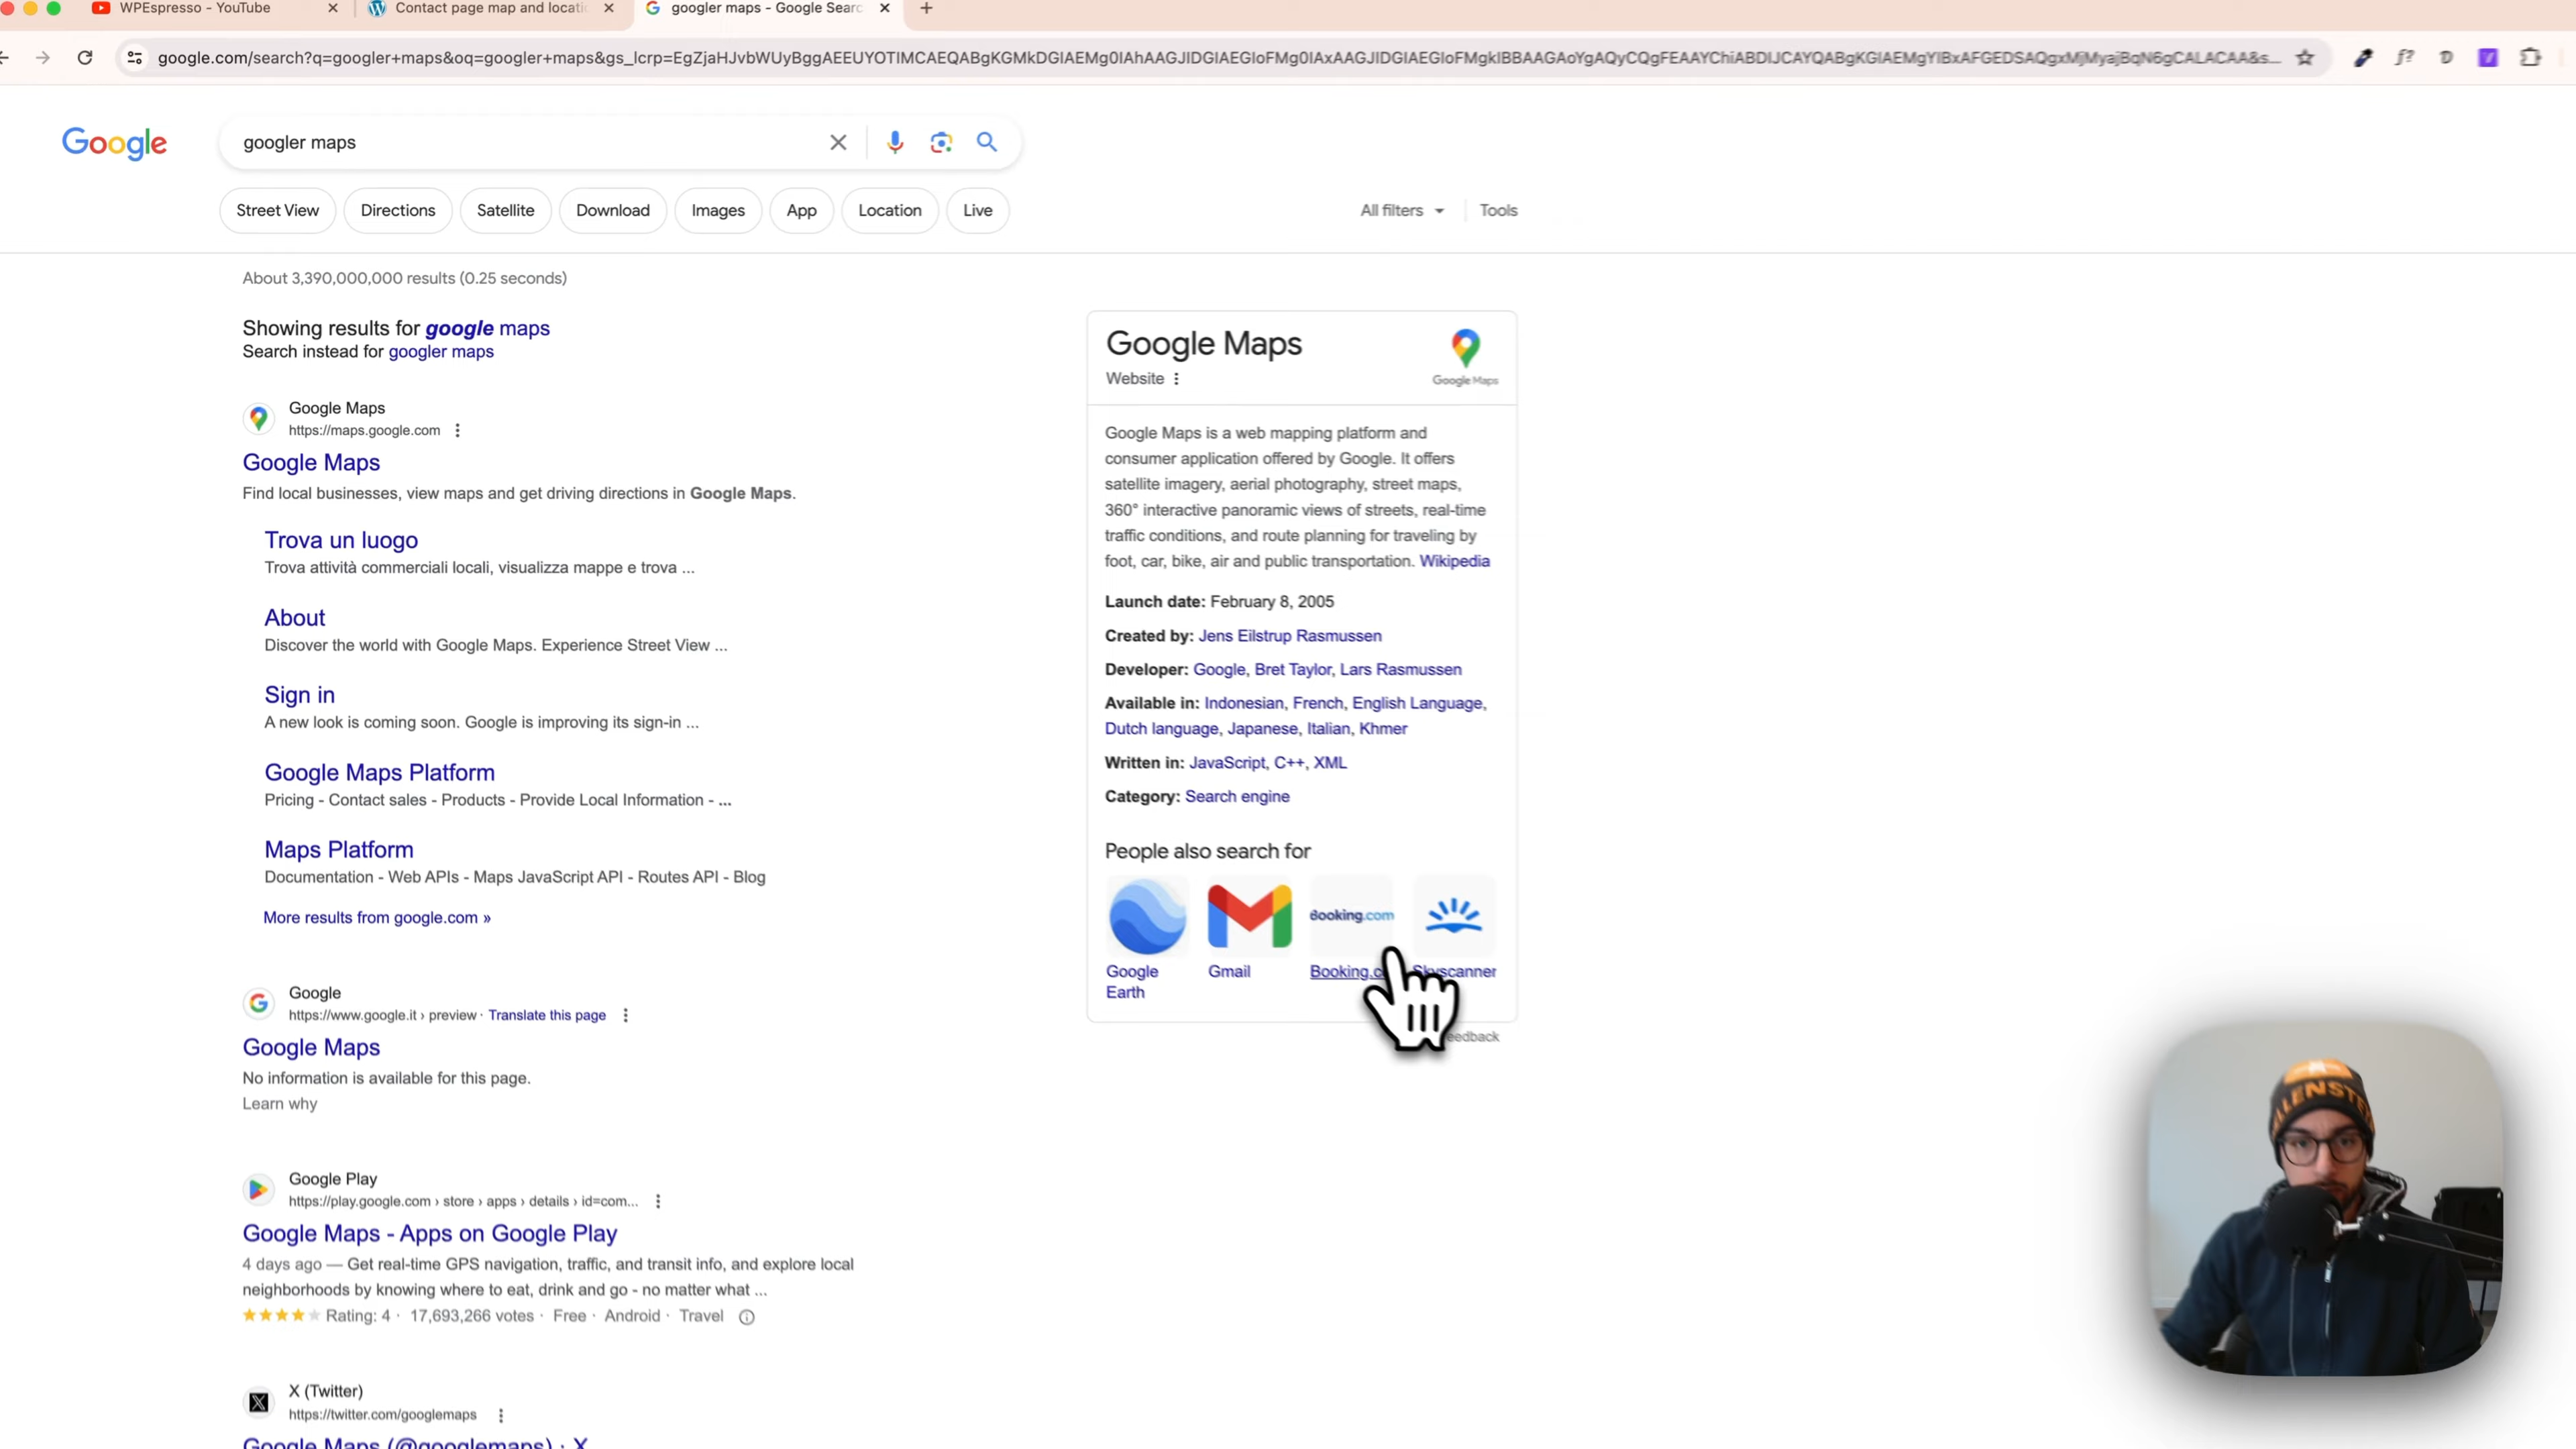 WPEspresso - YouTube
Contact page map and locati
googler maps - Google Searc
google.com/search?q=googler+maps&oq=googler+maps&gs_lcrp=
Google
googler maps
Street View
Directions
Satellite
Download
Images
App
Location
Live
All filters
Tools
About 3,390,000,000 results (0.25 seconds)
Showing results for google maps
Search instead for googler maps
Google Maps
https://maps.google.com
Google Maps
Find local businesses, view maps and get driving directions in Google Maps.
Trova un luogo
Trova attività commerciali locali, visualizza mappe e trova ...
About
Discover the world with Google Maps. Experience Street View ...
Sign in
A new look is coming soon. Google is improving its sign-in ...
Google Maps Platform
Pricing - Contact sales - Products - Provide Local Information - ...
Maps Platform
Documentation - Web APIs - Maps JavaScript API - Routes API - Blog
More results from google.com »
Google
https://www.google.it › preview · Translate this page
Google Maps
No information is available for this page.
Learn why
Google Play
https://play.google.com › store › apps › details › id=com...
Google Maps - Apps on Google Play
4 days ago — Get real-time GPS navigation, traffic, and transit info, and explore local
neighborhoods by knowing where to eat, drink and go - no matter what ...
Rating: 4 · 17,693,266 votes · Free · Android · Travel
X (Twitter)
https://twitter.com/googlemaps
Google Maps (@googlemaps) · X
Google Maps
Website
Google Maps
Google Maps is a web mapping platform and
consumer application offered by Google. It offers
satellite imagery, aerial photography, street maps,
360° interactive panoramic views of streets, real-time
traffic conditions, and route planning for traveling by
foot, car, bike, air and public transportation. Wikipedia
Launch date: February 8, 2005
Created by: Jens Eilstrup Rasmussen
Developer: Google, Bret Taylor, Lars Rasmussen
Available in: Indonesian, French, English Language,
Dutch language, Japanese, Italian, Khmer
Written in: JavaScript, C++, XML
Category: Search engine
People also search for
Booking.com
Google
Earth
Gmail
Booking.c
Skyscanner
eedback
LENSTE